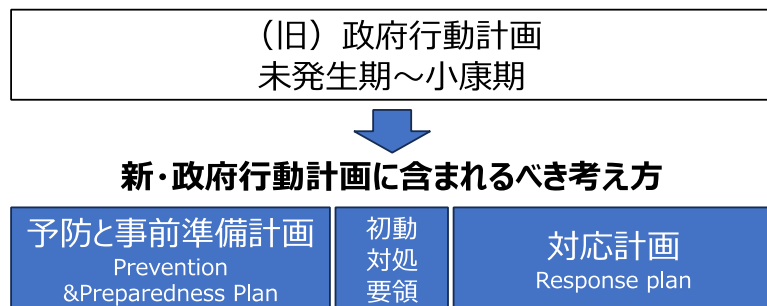 （旧）政府行動計画
未発生期～小康期
新・政府行動計画に含まれるべき考え方
予防と事前準備計画
Prevention
&Preparedness Plan
初動
対処
要領
対応計画
Response plan